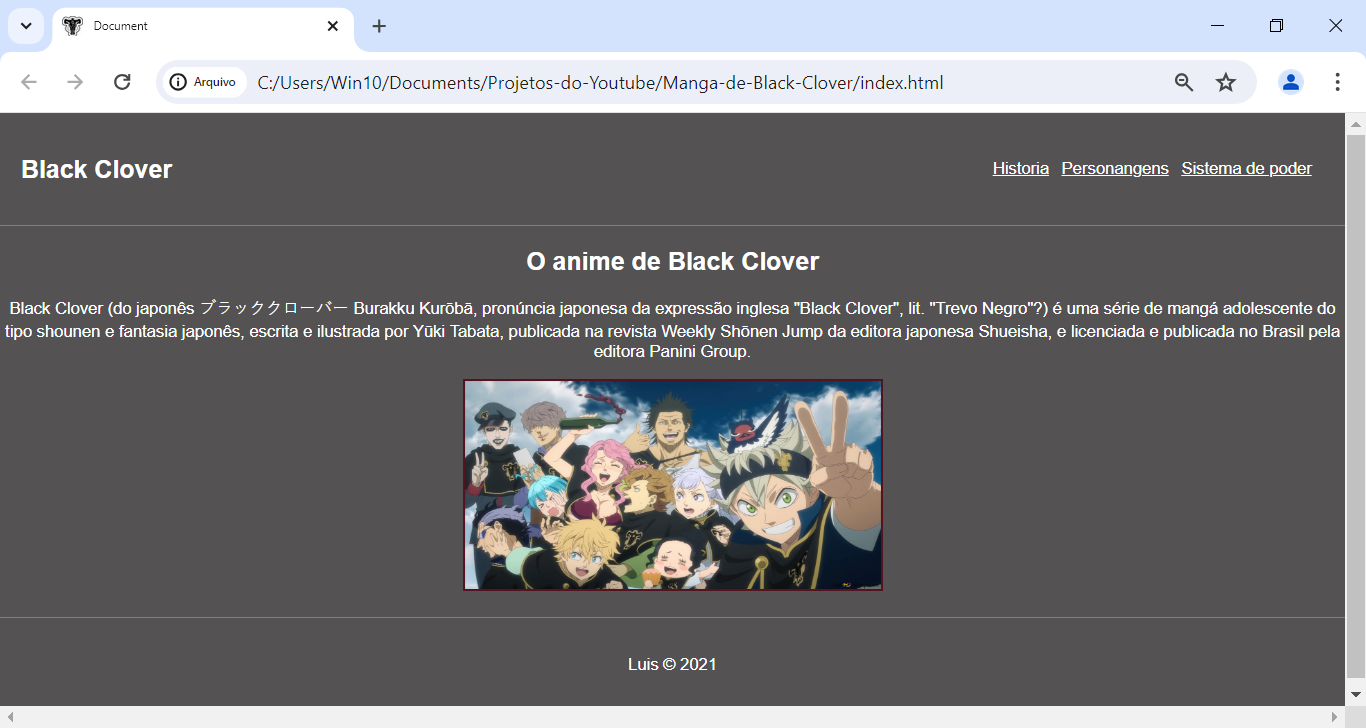 Document
Arquivo
C:/Users/Win10/Documents/Projetos-do-Youtube/Manga-de-Black-Clover/index.html
Black Clover
Historia Personangens Sistema de poder
O anime de Black Clover
Black Clover (do japonês ブラッククローバー Burakku Kurōbā, pronúncia japonesa da expressão inglesa "Black Clover", lit. "Trevo Negro"?) é uma série de mangá adolescente do
tipo shounen e fantasia japonês, escrita e ilustrada por Yūki Tabata, publicada na revista Weekly Shōnen Jump da editora japonesa Shueisha, e licenciada e publicada no Brasil pela
editora Panini Group.
Luis © 2021